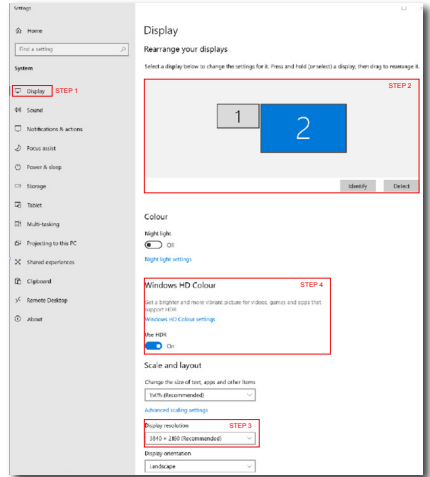 Settings
Home
Find a setting
System
Display
STEP 1
Sound
Notifications & actions
Focus assist
Power & sleep
Storage
Tablet
Multi-tasking
Projecting to this PC
Shared experiences
Clipboard
Remote Desktop
About
Display
Rearrange your displays
Select a display below to change the settings for it. Press and hold (or select) a display, then drag to rearrange it.
STEP 2
1
2
Identify
Detect
Colour
Night light
Off
Night light settings
Windows HD Colour
STEP 4
Get a brighter and more vibrant picture for videos, games and apps that
support HDR
Windows HD Colour settings
Use HDR
On
Scale and layout
Change the size of text, apps and other items
150% (Recommended)
Advanced scaling settings
Display resolution
STEP 3
3840 × 2160 (Recommended)
Display orientation
Landscape